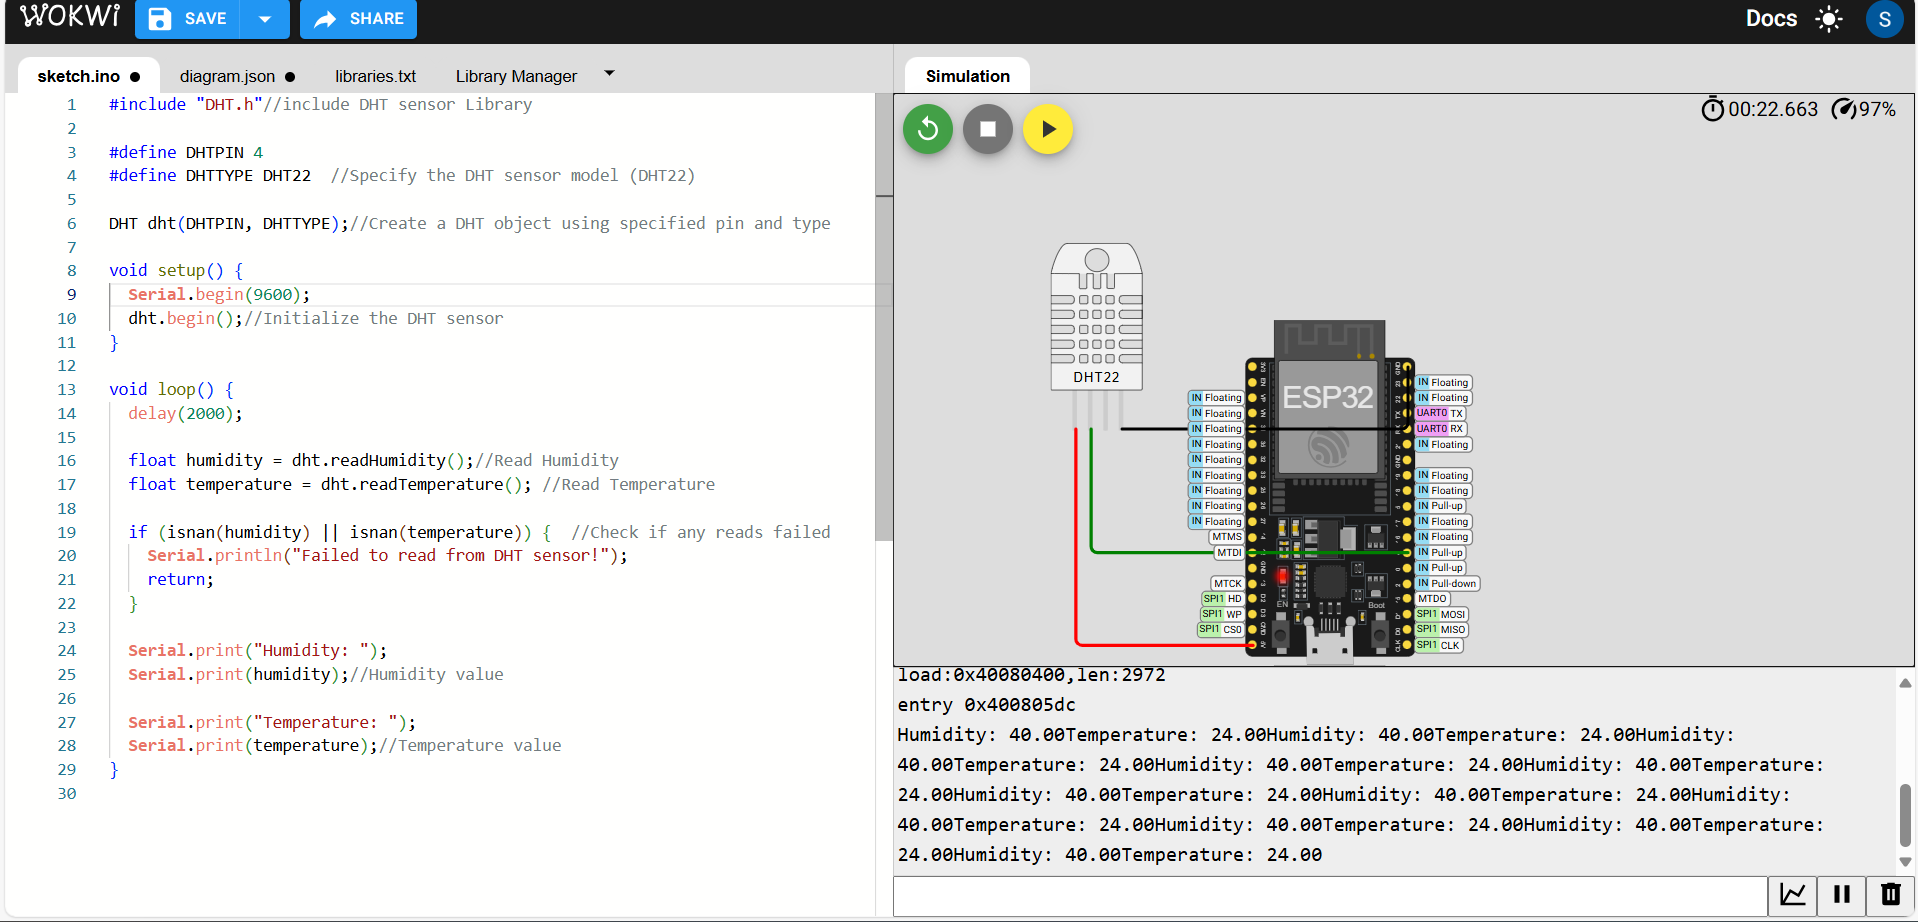 WOKWi SAVE SHARE Docs S
sketch.ino diagram.json libraries.txt Library Manager
1 #include "DHT.h"//include DHT sensor Library
2
3 #define DHTPIN 4
4 #define DHTTYPE DHT22  //Specify the DHT sensor model (DHT22)
5
6 DHT dht(DHTPIN, DHTTYPE);//Create a DHT object using specified pin and type
7
8 void setup() {
9   Serial.begin(9600);
10   dht.begin();//Initialize the DHT sensor
11 }
12
13 void loop() {
14   delay(2000);
15
16   float humidity = dht.readHumidity();//Read Humidity
17   float temperature = dht.readTemperature(); //Read Temperature
18
19   if (isnan(humidity) || isnan(temperature)) {  //Check if any reads failed
20     Serial.println("Failed to read from DHT sensor!");
21     return;
22   }
23
24   Serial.print("Humidity: ");
25   Serial.print(humidity);//Humidity value
26
27   Serial.print("Temperature: ");
28   Serial.print(temperature);//Temperature value
29 }
30
Simulation
00:22.663 97%
DHT22
ESP32
IN Floating
IN Floating
IN Floating
IN Floating
IN Floating
IN Floating
IN Floating
IN Floating
IN Floating
MTMS
MTDI
MTCK
SPI1 HD
SPI1 WP
SPI1 CS0
EN
Boot
IN Floating
IN Floating
UART0 TX
UART0 RX
IN Floating
IN Floating
IN Floating
IN Pull-up
IN Floating
IN Floating
IN Pull-up
IN Pull-up
IN Pull-down
MTDO
SPI1 MOSI
SPI1 MISO
SPI1 CLK
load:0x40080400,len:2972
entry 0x400805dc
Humidity: 40.00Temperature: 24.00Humidity: 40.00Temperature: 24.00Humidity:
40.00Temperature: 24.00Humidity: 40.00Temperature: 24.00Humidity: 40.00Temperature:
24.00Humidity: 40.00Temperature: 24.00Humidity: 40.00Temperature: 24.00Humidity:
40.00Temperature: 24.00Humidity: 40.00Temperature: 24.00Humidity: 40.00Temperature:
24.00Humidity: 40.00Temperature: 24.00